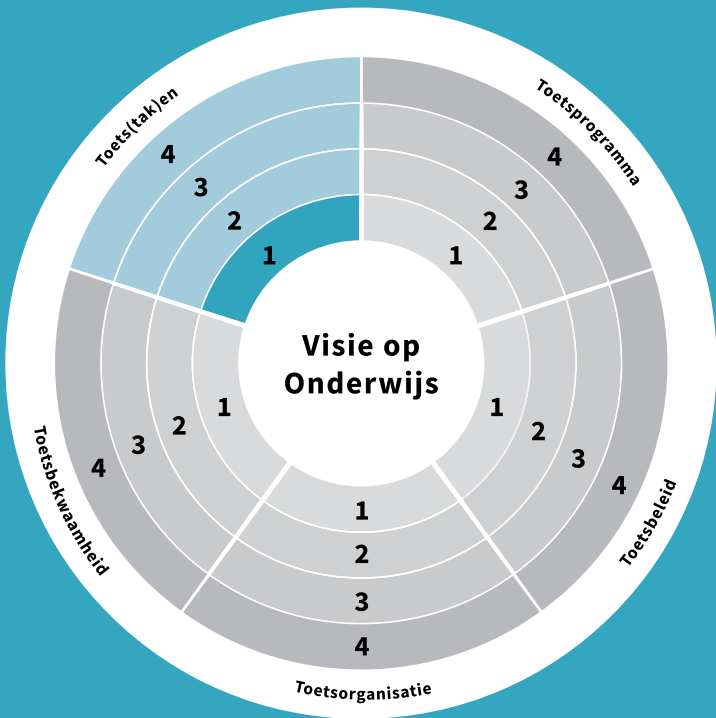 Visie op
Onderwijs
Toets(tak)en
4
3
2
1
Toetsprogramma
4
3
2
1
Toetsbeleid
1
2
3
4
Toetsorganisatie
1
2
3
4
Toetsbekwaamheid
1
2
3
4